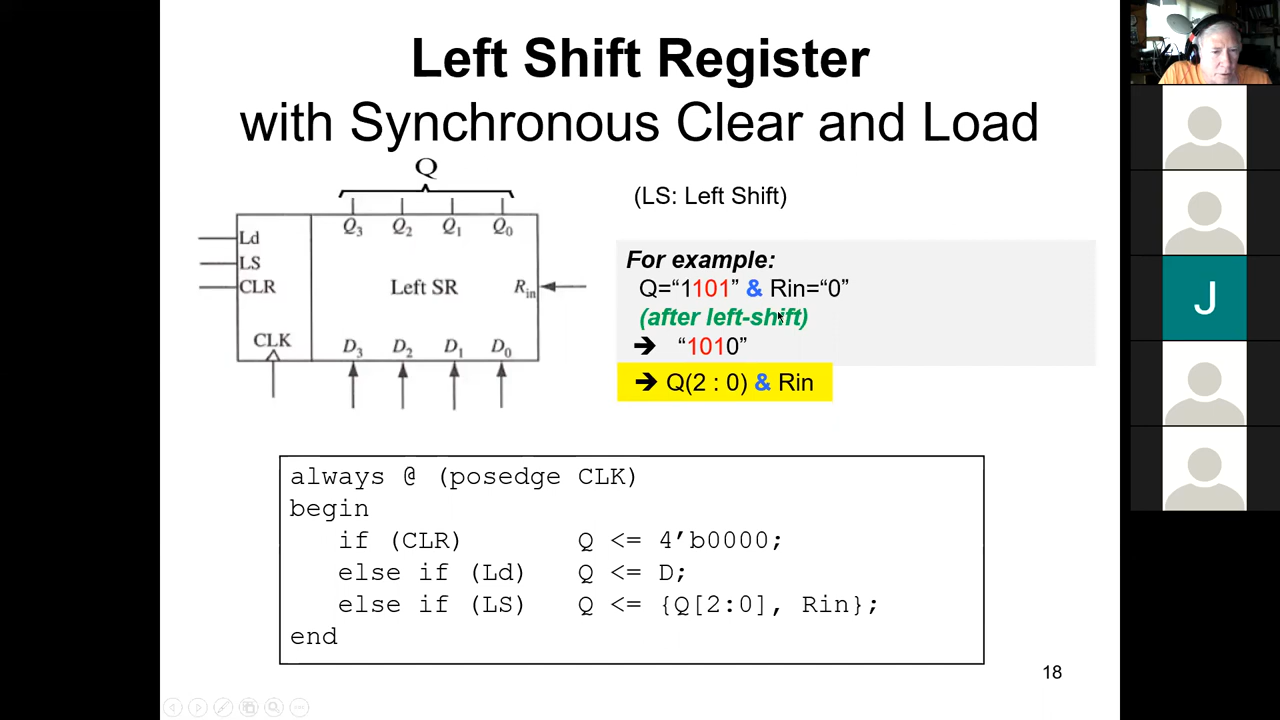 Left Shift Register
with Synchronous Clear and Load
Q
Q3 Q2 Q1 Q0
Ld
LS
CLR
Left SR
Rin
CLK
D3 D2 D1 D0
(LS: Left Shift)
For example:
Q=“1101” & Rin=“0”
(after left-shift)
➔ “1010”
➔ Q(2 : 0) & Rin
always @ (posedge CLK)
begin
if (CLR) Q <= 4’b0000;
else if (Ld) Q <= D;
else if (LS) Q <= {Q[2:0], Rin};
end
18
J